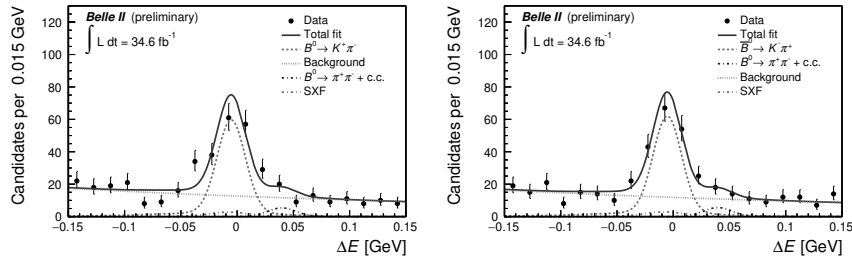 Belle II (preliminary)
∫ L dt = 34.6 fb⁻¹
Data
Total fit
B⁰ → K⁺π⁻
Background
B⁰ → π⁺π⁻ + c.c.
SXF
Candidates per 0.015 GeV
120
100
80
60
40
20
0
−0.15 −0.1 −0.05 0 0.05 0.1 0.15
ΔE [GeV]
Belle II (preliminary)
∫ L dt = 34.6 fb⁻¹
Data
Total fit
B̅⁰ → K⁻π⁺
B⁰ → π⁺π⁻ + c.c.
Background
SXF
Candidates per 0.015 GeV
120
100
80
60
40
20
0
−0.15 −0.1 −0.05 0 0.05 0.1 0.15
ΔE [GeV]